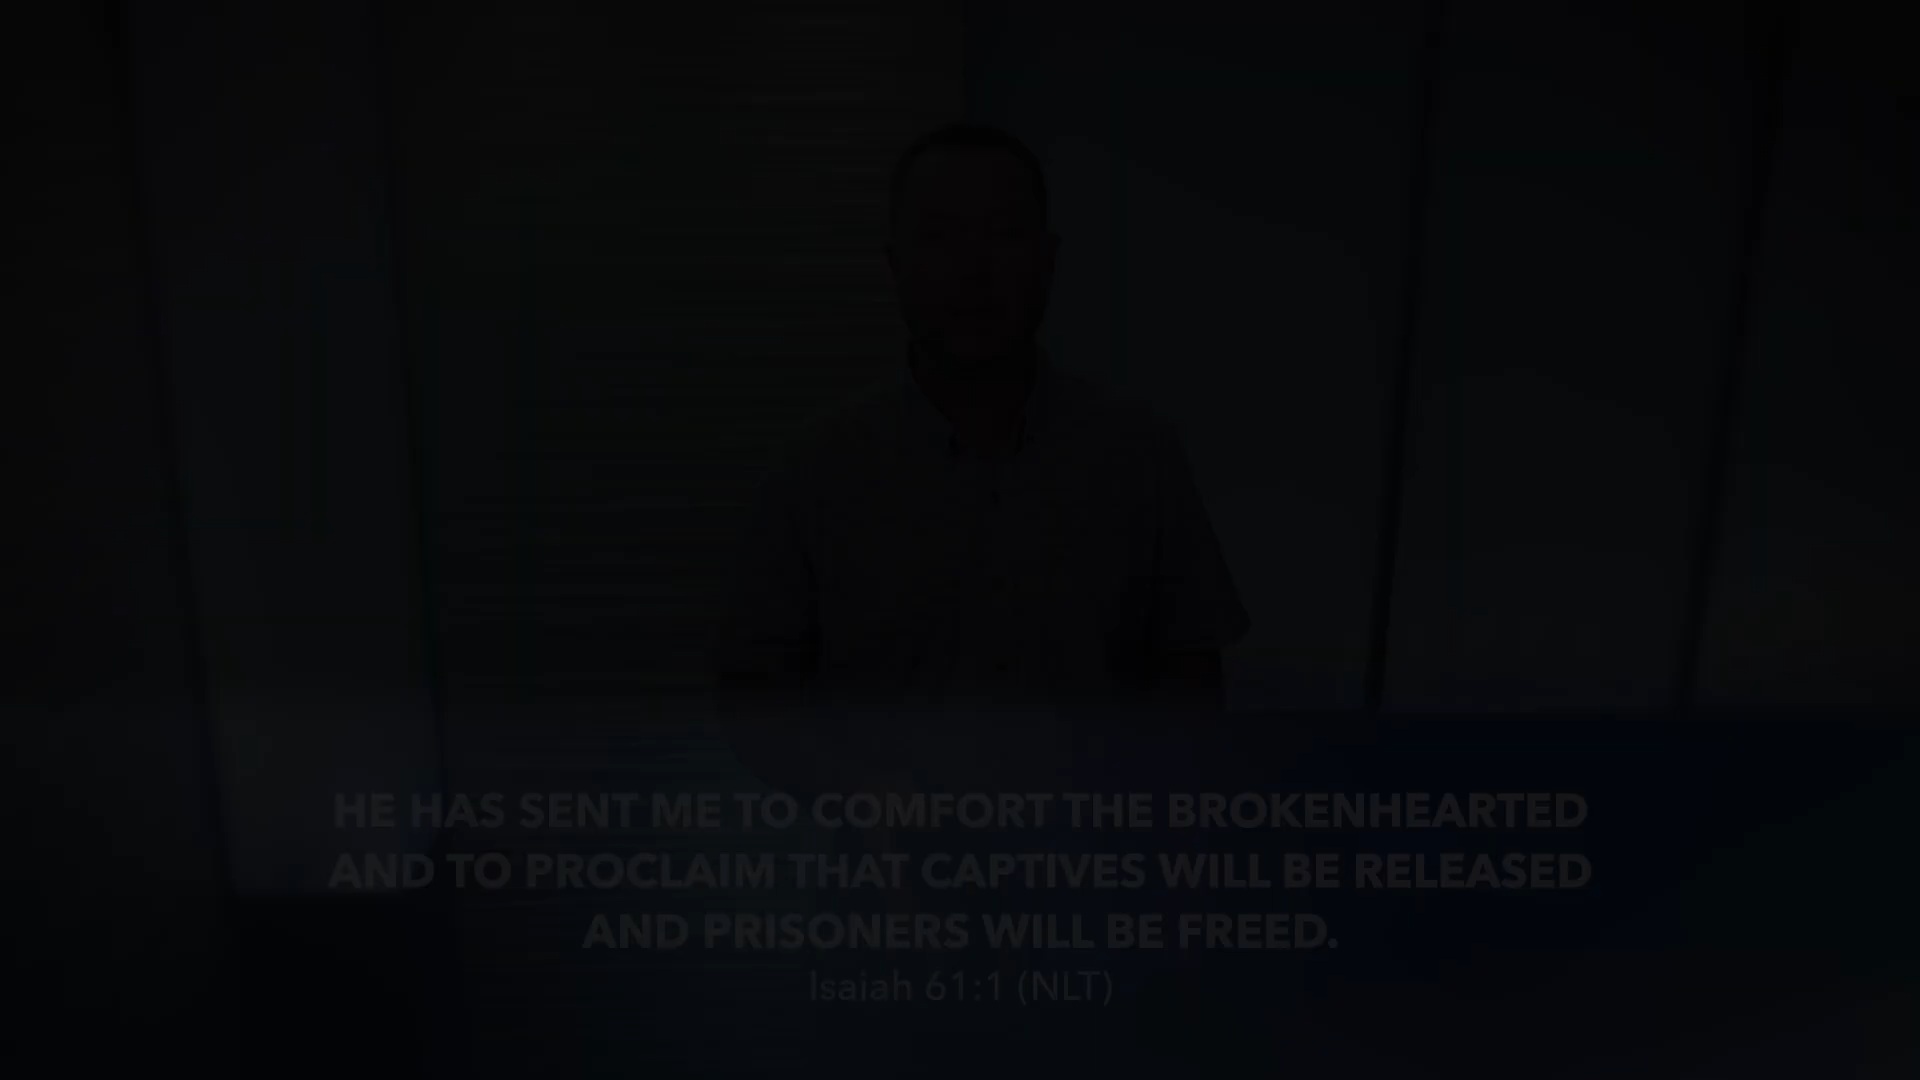 HE HAS SENT ME TO COMFORT THE BROKENHEARTED
AND TO PROCLAIM THAT CAPTIVES WILL BE RELEASED
AND PRISONERS WILL BE FREED.
Isaiah 61:1 (NLT)